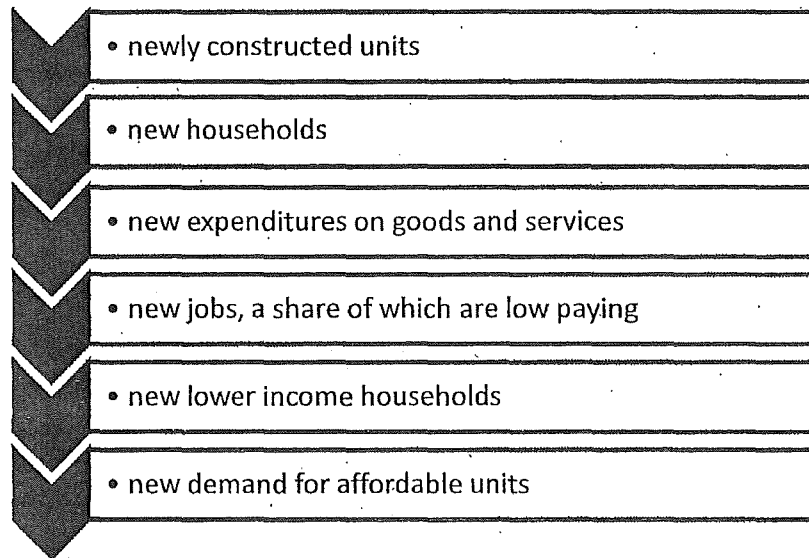 • newly constructed units
• new households
• new expenditures on goods and services
• new jobs, a share of which are low paying
• new lower income households
• new demand for affordable units